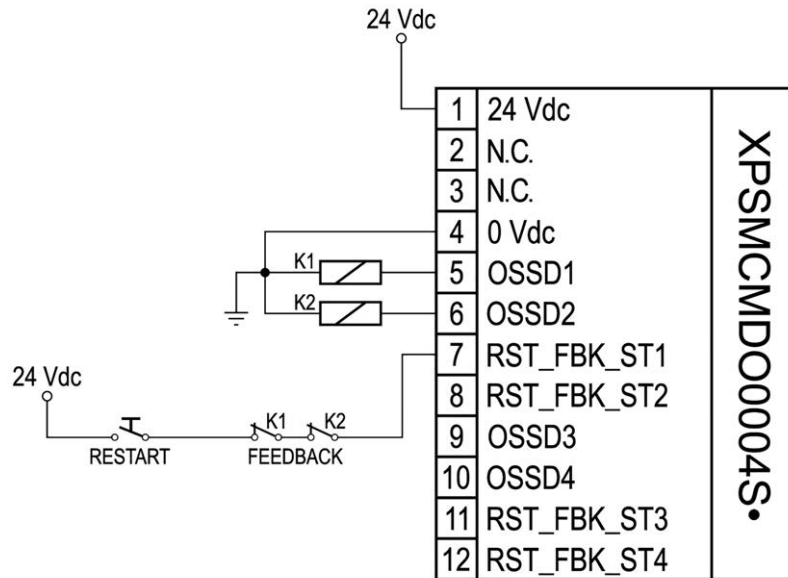 24 Vdc
1 24 Vdc
2 N.C.
3 N.C.
4 0 Vdc
K1
5 OSSD1
K2
6 OSSD2
7 RST_FBK_ST1
8 RST_FBK_ST2
9 OSSD3
10 OSSD4
11 RST_FBK_ST3
12 RST_FBK_ST4
XPSMCMDO0004S•
24 Vdc
K1 K2
RESTART FEEDBACK